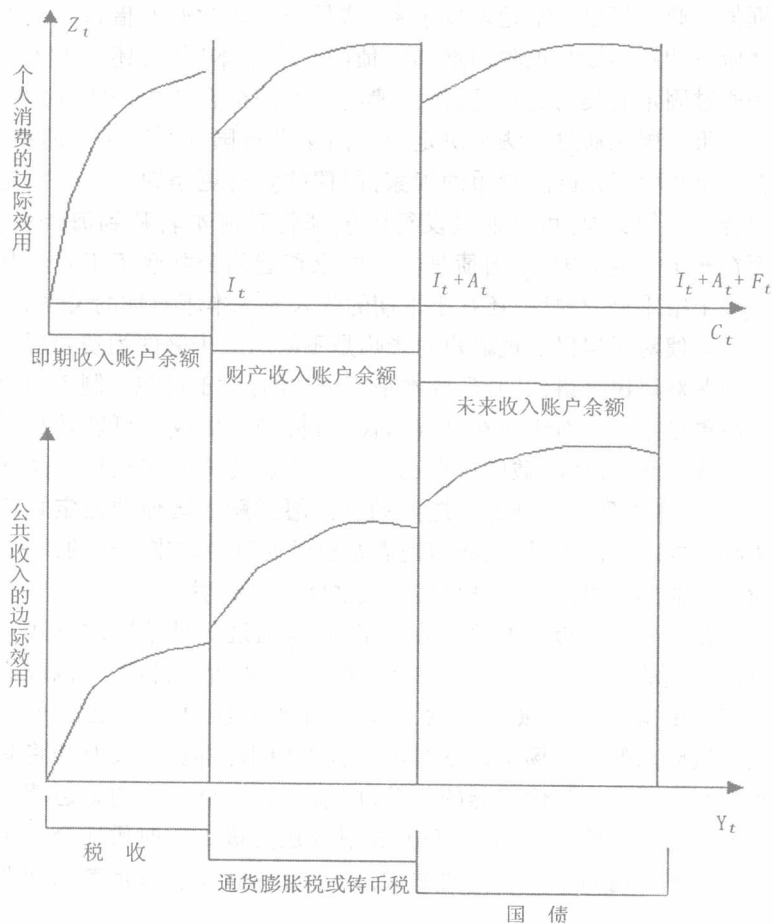 Z_t
个人消费的边际效用
I_t
I_t + A_t
I_t + A_t + F_t
C_t
即期收入账户余额
财产收入账户余额
未来收入账户余额
公共收入的边际效用
Y_t
税 收
通货膨胀税或铸币税
国 债